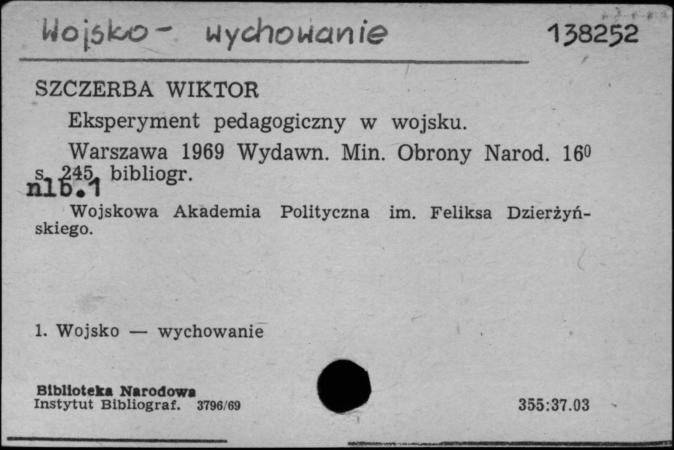 Wojsko - wychowanie 138252
SZCZERBA WIKTOR
Eksperyment pedagogiczny w wojsku.
Warszawa 1969 Wydawn. Min. Obrony Narod. 16⁰
s. 245, bibliogr.
nlb.1
Wojskowa Akademia Polityczna im. Feliksa Dzierżyń-
skiego.
1. Wojsko — wychowanie
Biblioteka Narodowa
Instytut Bibliograf. 3796/69 355:37.03